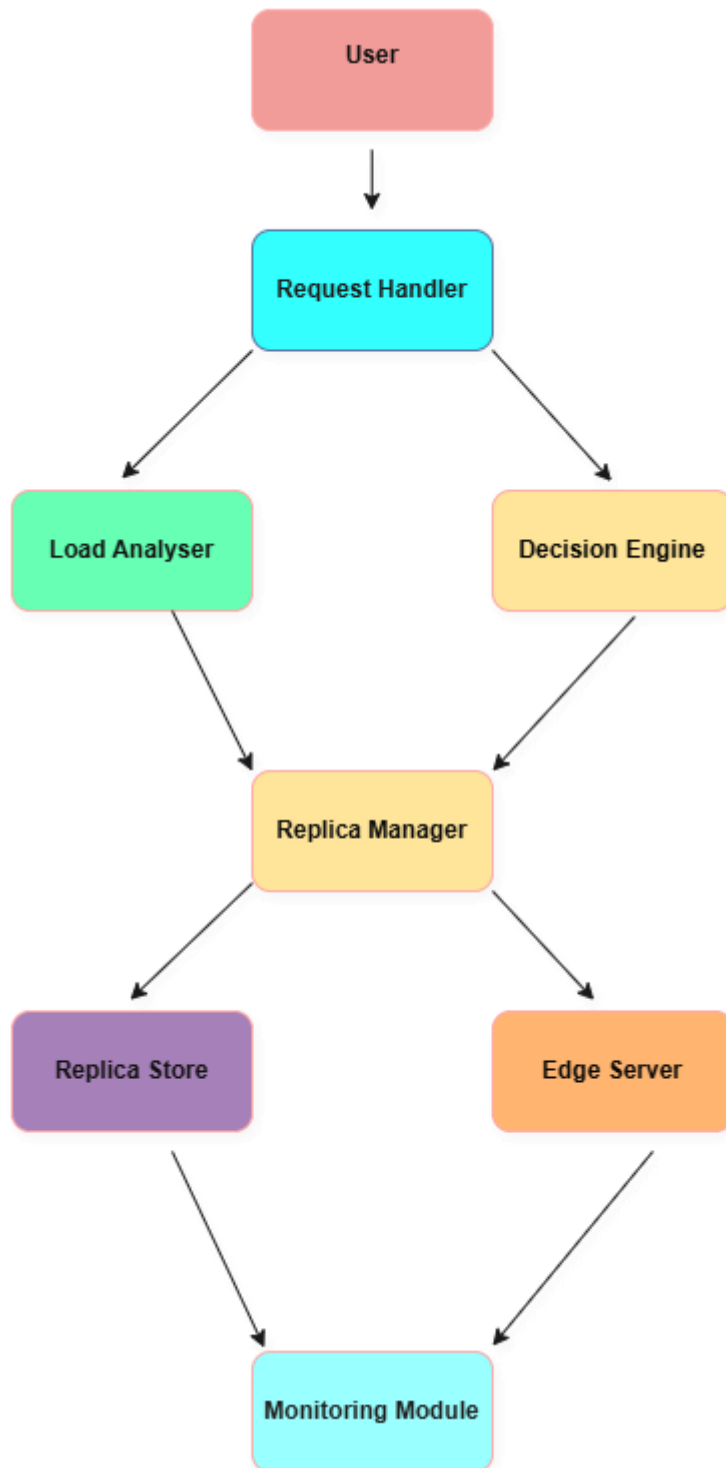 User
Request Handler
Load Analyser
Decision Engine
Replica Manager
Replica Store
Edge Server
Monitoring Module